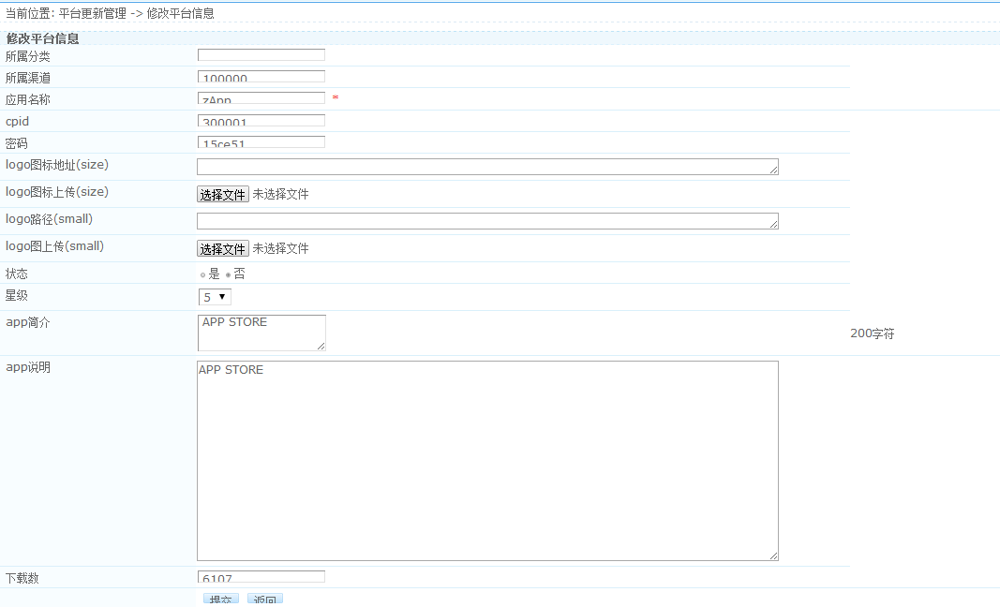 当前位置: 平台更新管理 -> 修改平台信息
修改平台信息
所属分类
所属渠道 100000
应用名称 zApp *
cpid 300001
密码 15ce51
logo图标地址(size)
logo图标上传(size) 选择文件 未选择文件
logo路径(small)
logo图上传(small) 选择文件 未选择文件
状态 是 否
星级 5
app简介 APP STORE 200字符
app说明 APP STORE
下载数 6107
提交 返回